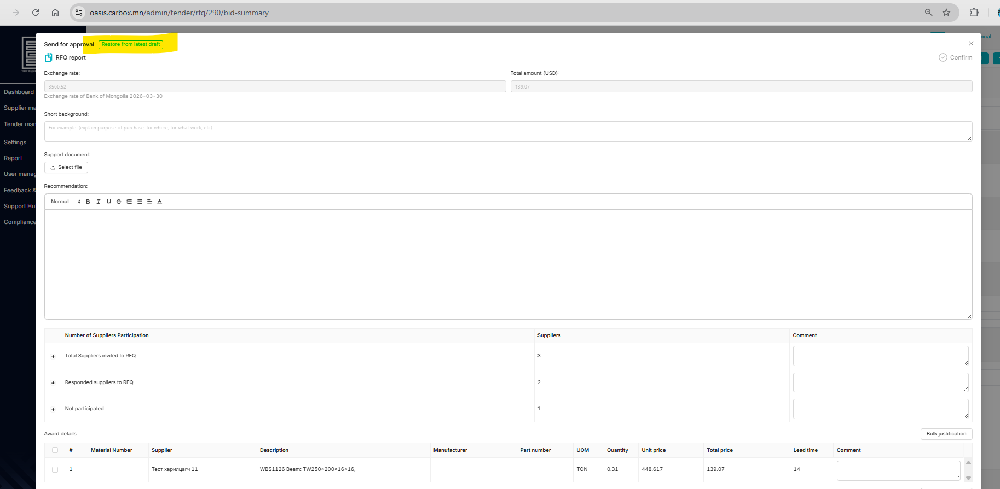 oasis.carbox.mn/admin/tender/rfq/290/bid-summary
Send for approval Restore from latest draft
RFQ report Confirm
Exchange rate: Total amount (USD):
3566.52 139.07
Exchange rate of Bank of Mongolia 2026-03-30
Short background:
For example: (explain purpose of purchase, for where, for what work, etc)
Support document:
Select file
Recommendation:
Normal B I U S A
Number of Suppliers Participation Suppliers Comment
Total Suppliers invited to RFQ 3
Responded suppliers to RFQ 2
Not participated 1
Award details Bulk justification
# Material Number Supplier Description Manufacturer Part number UOM Quantity Unit price Total price Lead time Comment
1 Тест харилцагч 11 WBS1126 Beam: TW250×200×16×16, TON 0.31 448.617 139.07 14
Dashboard
Supplier ma
Tender man
Settings
Report
User manag
Feedback &
Support Hu
Compliance
nual